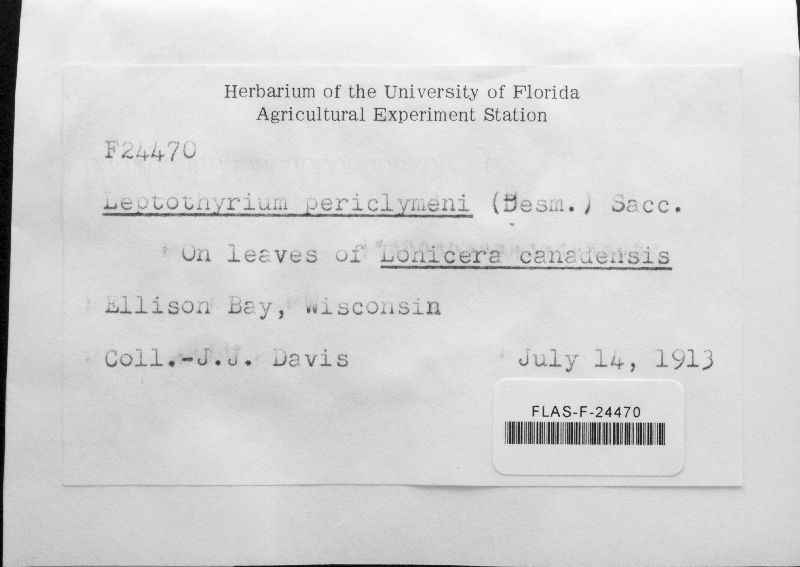 Herbarium of the University of Florida
Agricultural Experiment Station
F24470
Leptothyrium periclymeni (Desm.) Sacc.
On leaves of Lonicera canadensis
Ellison Bay, Wisconsin
Coll.-J.J. Davis July 14, 1913
FLAS-F-24470